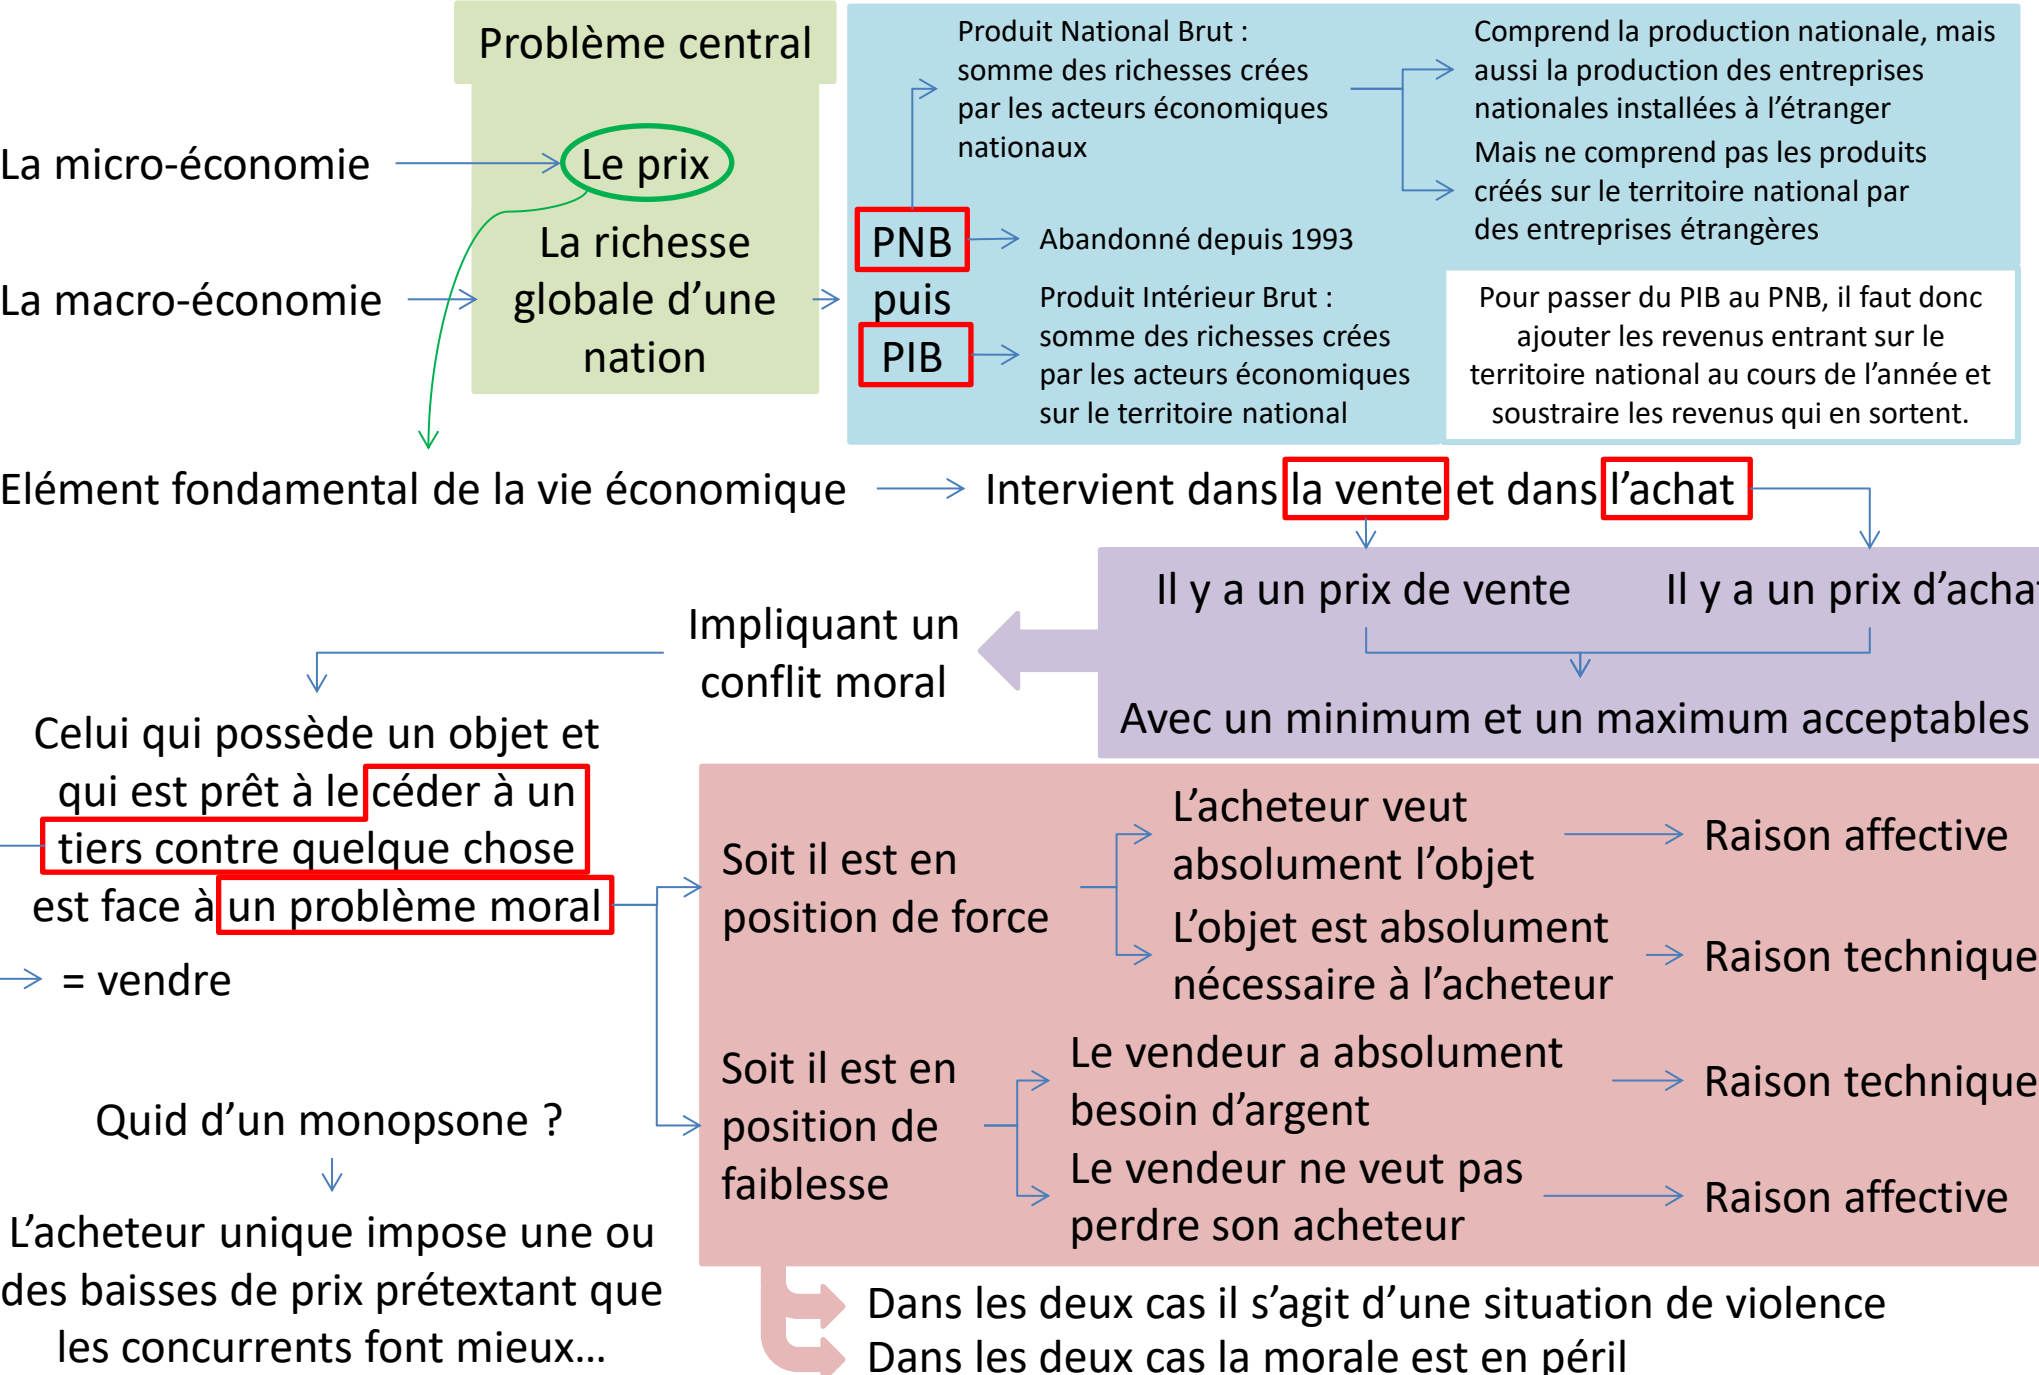 Problème central
La micro-économie
Le prix
La macro-économie
La richesse
globale d’une
nation
Produit National Brut :
somme des richesses crées
par les acteurs économiques
nationaux
Comprend la production nationale, mais
aussi la production des entreprises
nationales installées à l’étranger
Mais ne comprend pas les produits
créés sur le territoire national par
des entreprises étrangères
PNB
Abandonné depuis 1993
puis
PIB
Produit Intérieur Brut :
somme des richesses crées
par les acteurs économiques
sur le territoire national
Pour passer du PIB au PNB, il faut donc
ajouter les revenus entrant sur le
territoire national au cours de l’année et
soustraire les revenus qui en sortent.
Elément fondamental de la vie économique
Intervient dans la vente et dans l’achat
Il y a un prix de vente
Il y a un prix d’achat
Avec un minimum et un maximum acceptables
Impliquant un
conflit moral
Celui qui possède un objet et
qui est prêt à le céder à un
tiers contre quelque chose
est face à un problème moral
= vendre
Soit il est en
position de force
L’acheteur veut
absolument l’objet
Raison affective
L’objet est absolument
nécessaire à l’acheteur
Raison technique
Soit il est en
position de
faiblesse
Le vendeur a absolument
besoin d’argent
Raison technique
Le vendeur ne veut pas
perdre son acheteur
Raison affective
Quid d’un monopsone ?
L’acheteur unique impose une ou
des baisses de prix prétextant que
les concurrents font mieux…
Dans les deux cas il s’agit d’une situation de violence
Dans les deux cas la morale est en péril